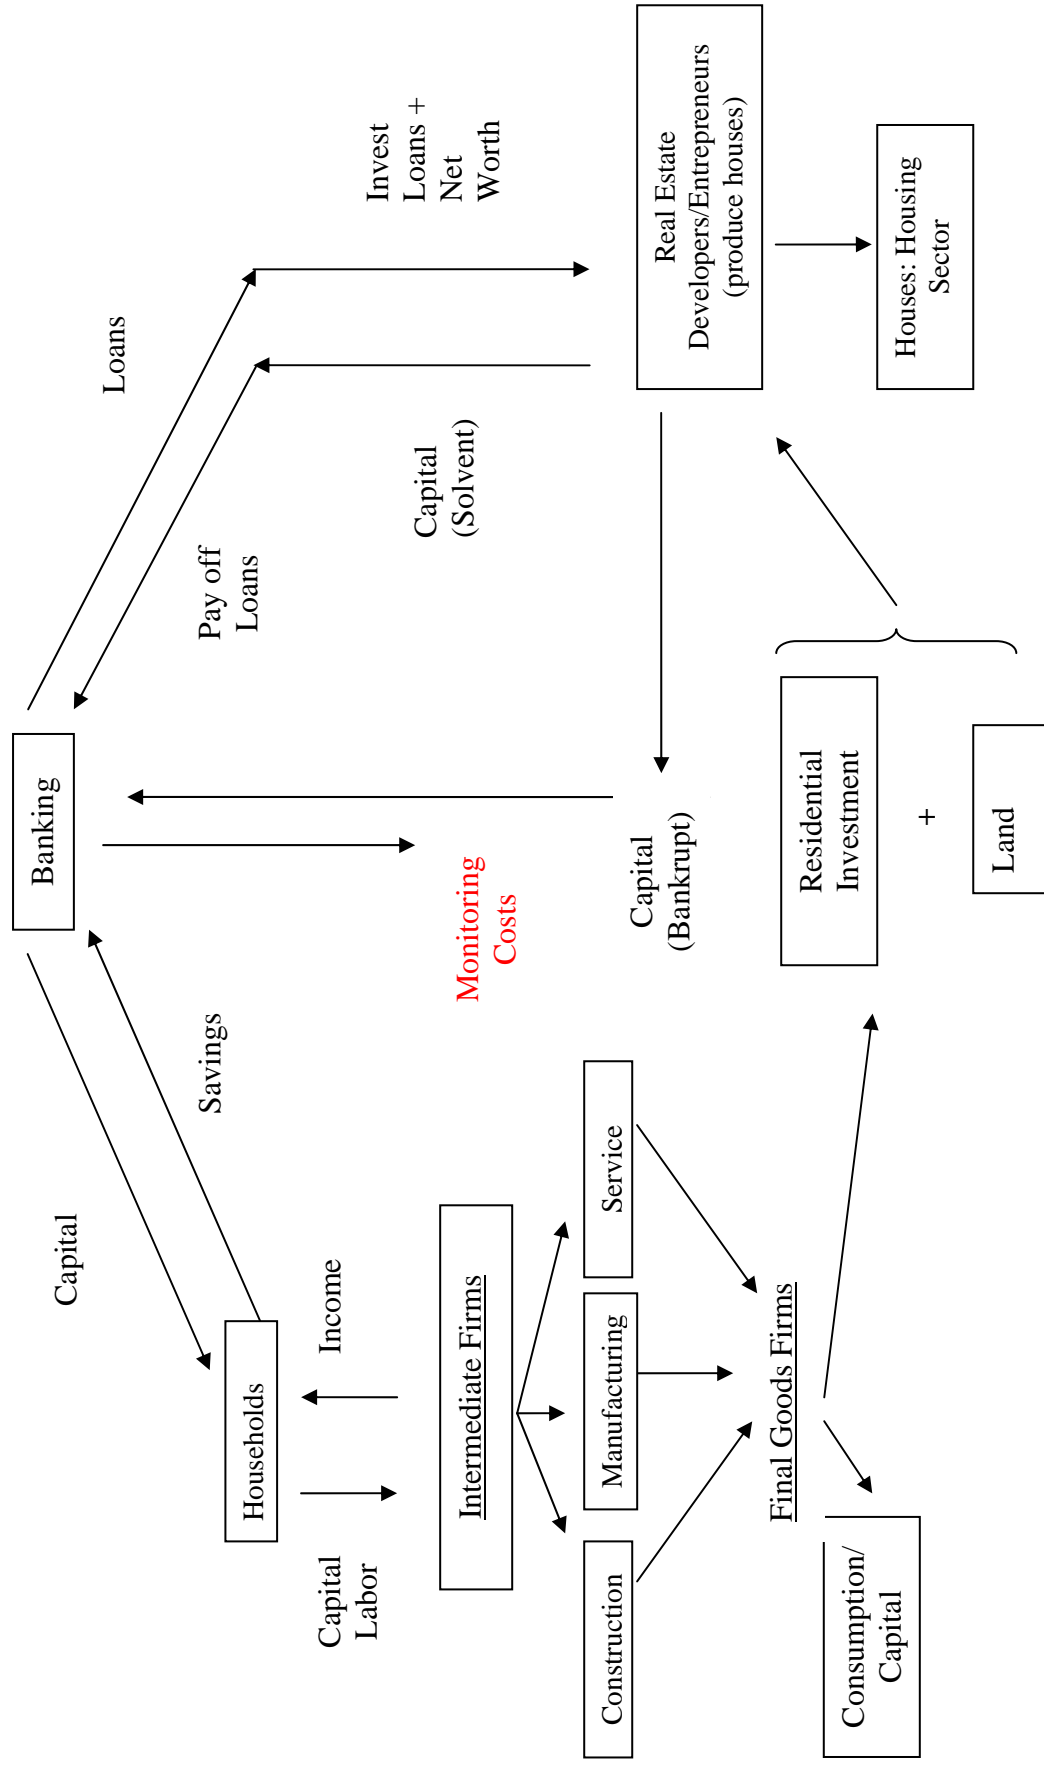 Banking
Loans
Capital
Savings
Pay off
Loans
Invest
Loans +
Net
Worth
Households
Capital
Labor
Income
Monitoring
Costs
Capital
(Solvent)
Intermediate Firms
Construction
Manufacturing
Service
Capital
(Bankrupt)
Real Estate
Developers/Entrepreneurs
(produce houses)
Final Goods Firms
Residential
Investment
+
Land
Consumption/
Capital
Houses: Housing
Sector